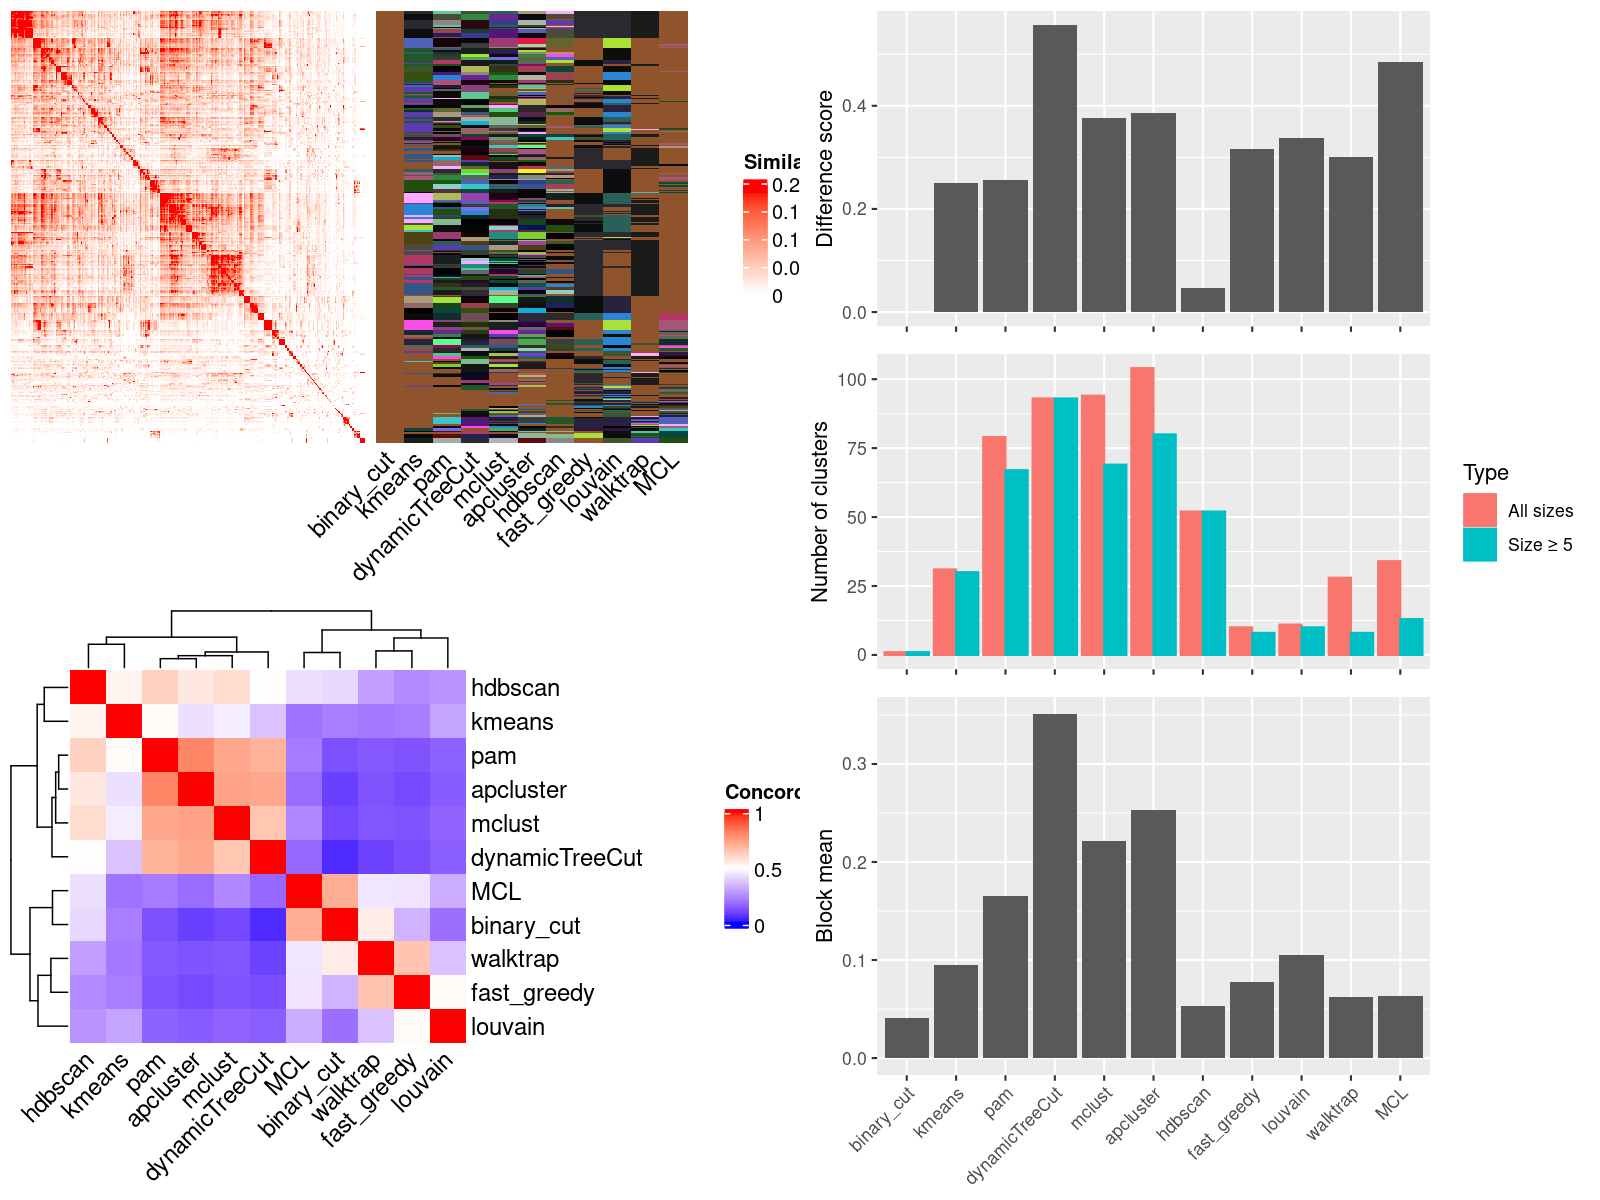 Simila
0.2
0.1
0.1
0.0
0
binary_cut
kmeans
pam
dynamicTreeCut
mclust
apcluster
hdbscan
fast_greedy
louvain
walktrap
MCL
hdbscan
kmeans
pam
apcluster
mclust
dynamicTreeCut
MCL
binary_cut
walktrap
fast_greedy
louvain
hdbscan
kmeans
pam
apcluster
mclust
dynamicTreeCut
MCL
binary_cut
walktrap
fast_greedy
louvain
Concord
1
0.5
0
Difference score
0.4
0.2
0.0
Number of clusters
100
75
50
25
0
Type
All sizes
Size ≥ 5
Block mean
0.3
0.2
0.1
0.0
binary_cut
kmeans
pam
dynamicTreeCut
mclust
apcluster
hdbscan
fast_greedy
louvain
walktrap
MCL